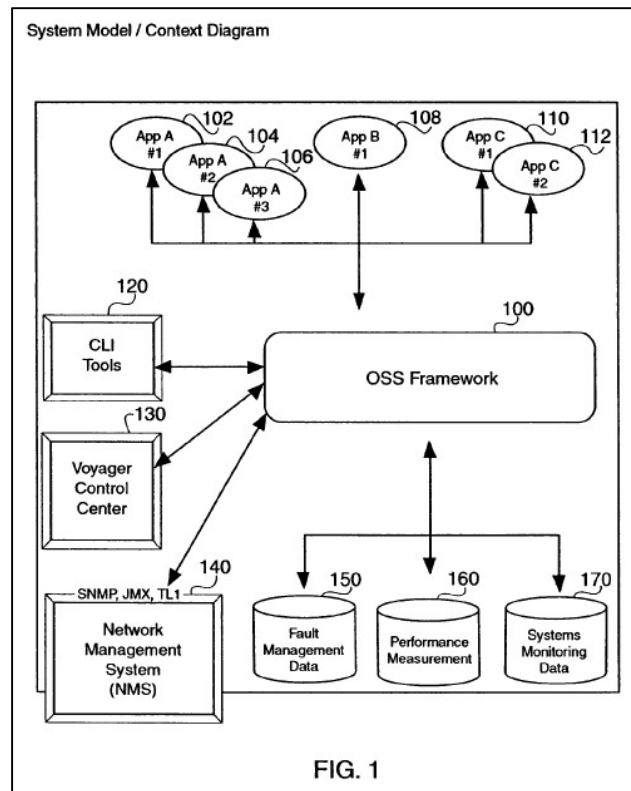 System Model / Context Diagram
102
104
106
108
110
112
App A
#1
App A
#2
App A
#3
App B
#1
App C
#1
App C
#2
120
CLI
Tools
100
OSS Framework
130
Voyager
Control
Center
140
SNMP, JMX, TL1
Network
Management
System
(NMS)
150
Fault
Management
Data
160
Performance
Measurement
170
Systems
Monitoring
Data
FIG. 1